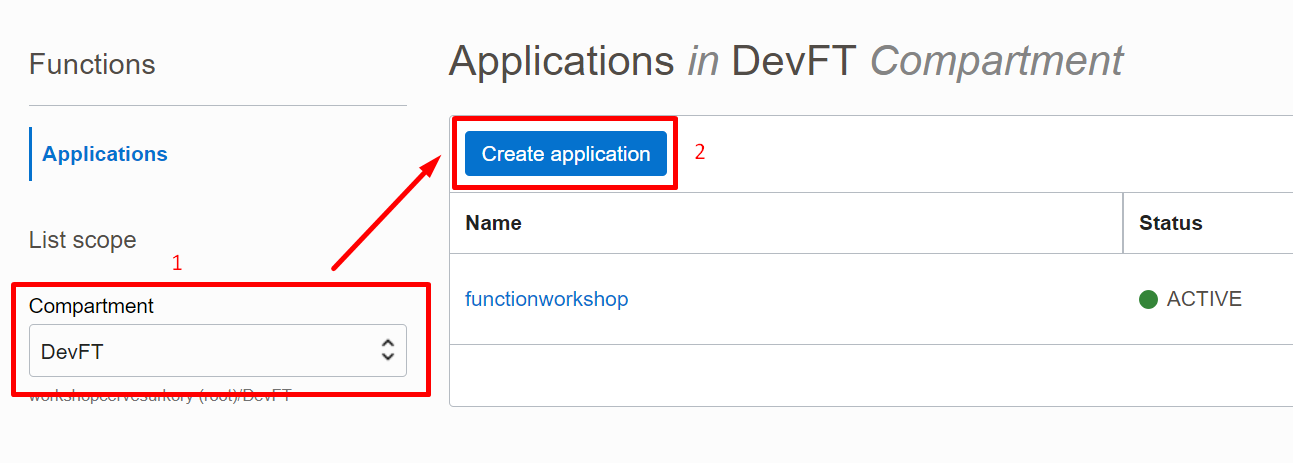 Functions
Applications
List scope
1
Compartment
DevFT
(root)/DevFT
Applications in DevFT Compartment
Create application
2
Name
Status
functionworkshop
ACTIVE